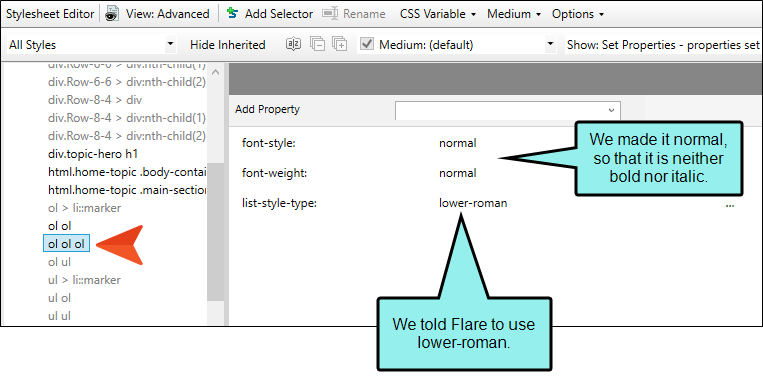 Stylesheet Editor View: Advanced Add Selector Rename CSS Variable Medium Options
All Styles Hide Inherited Medium: (default) Show: Set Properties - properties set
div.Row-6-6 > div:nth-child(1)
div.Row-6-6 > div:nth-child(2)
div.Row-8-4 > div
div.Row-8-4 > div:nth-child(1)
div.Row-8-4 > div:nth-child(2)
div.topic-hero h1
html.home-topic .body-contai
html.home-topic .main-section
ol > li::marker
ol ol
ol ol ol
ol ul
ul > li::marker
ul ol
ul ul
Add Property
font-style: normal
font-weight: normal
list-style-type: lower-roman ...
We made it normal,
so that it is neither
bold nor italic.
We told Flare to use
lower-roman.